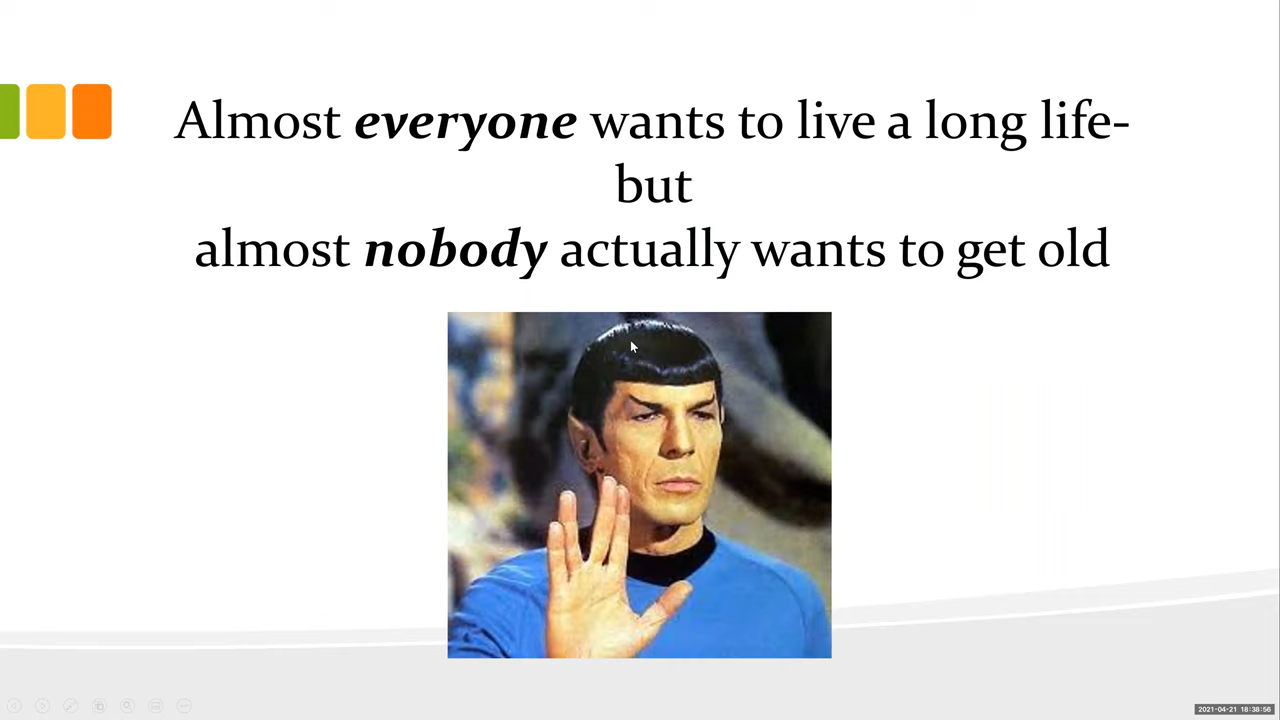 Almost everyone wants to live a long life-
but
almost nobody actually wants to get old
2021-04-21 18:38:56